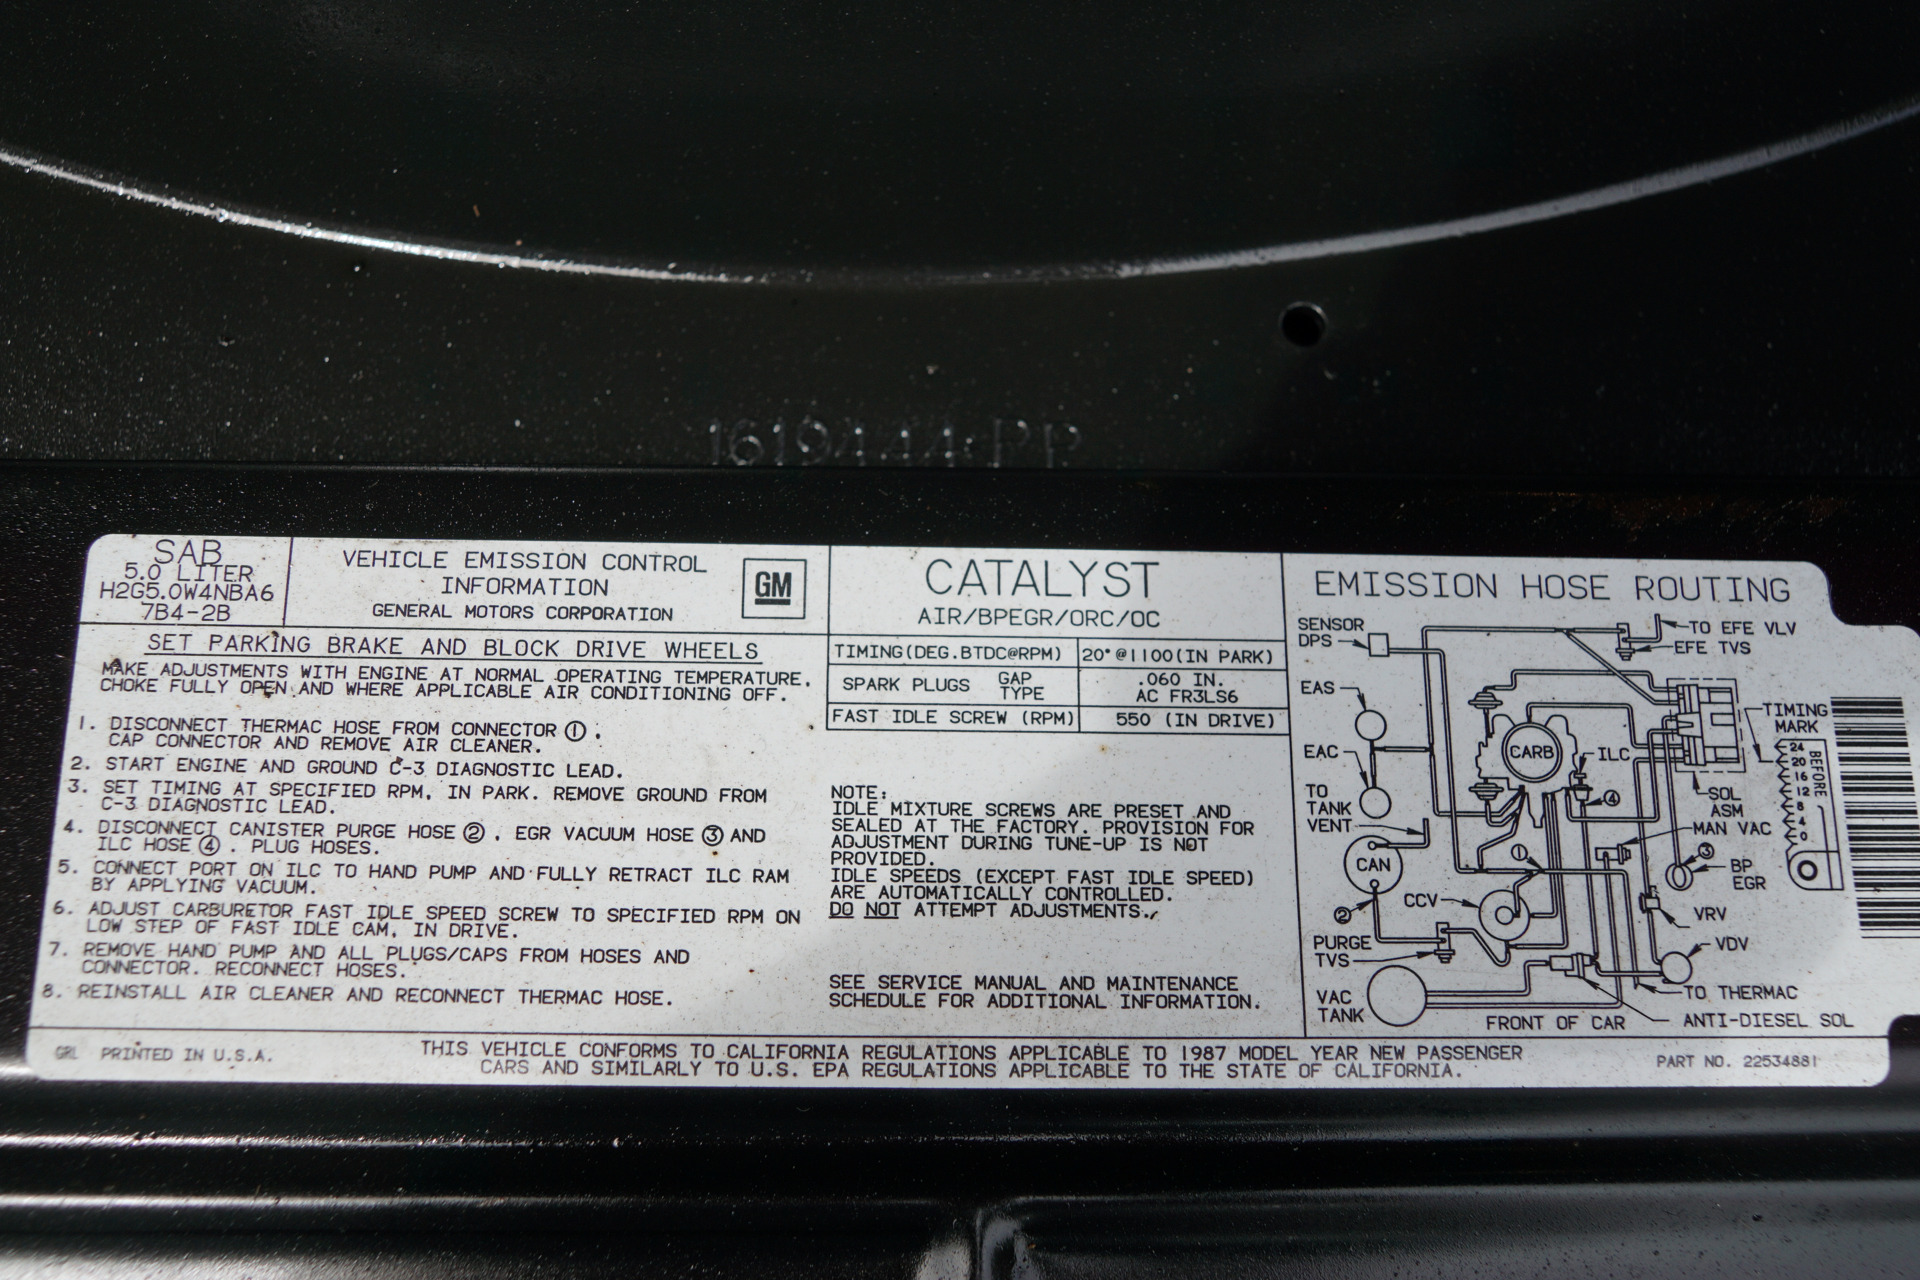 1619444 PP
SAB
5.0 LITER
H2G5.0W4NBA6
7B4-2B
VEHICLE EMISSION CONTROL
INFORMATION
GENERAL MOTORS CORPORATION
GM
SET PARKING BRAKE AND BLOCK DRIVE WHEELS
MAKE ADJUSTMENTS WITH ENGINE AT NORMAL OPERATING TEMPERATURE.
CHOKE FULLY OPEN AND WHERE APPLICABLE AIR CONDITIONING OFF.
1. DISCONNECT THERMAC HOSE FROM CONNECTOR ①.
CAP CONNECTOR AND REMOVE AIR CLEANER.
2. START ENGINE AND GROUND C-3 DIAGNOSTIC LEAD.
3. SET TIMING AT SPECIFIED RPM, IN PARK. REMOVE GROUND FROM
C-3 DIAGNOSTIC LEAD.
4. DISCONNECT CANISTER PURGE HOSE ②, EGR VACUUM HOSE ③ AND
ILC HOSE ④. PLUG HOSES.
5. CONNECT PORT ON ILC TO HAND PUMP AND FULLY RETRACT ILC RAM
BY APPLYING VACUUM.
6. ADJUST CARBURETOR FAST IDLE SPEED SCREW TO SPECIFIED RPM ON
LOW STEP OF FAST IDLE CAM, IN DRIVE.
7. REMOVE HAND PUMP AND ALL PLUGS/CAPS FROM HOSES AND
CONNECTOR. RECONNECT HOSES.
8. REINSTALL AIR CLEANER AND RECONNECT THERMAC HOSE.
CATALYST
AIR/BPEGR/ORC/OC
TIMING(DEG.BTDC@RPM) 20°@1100(IN PARK)
SPARK PLUGS GAP .060 IN.
TYPE AC FR3LS6
FAST IDLE SCREW (RPM) 550 (IN DRIVE)
NOTE:
IDLE MIXTURE SCREWS ARE PRESET AND
SEALED AT THE FACTORY. PROVISION FOR
ADJUSTMENT DURING TUNE-UP IS NOT
PROVIDED.
IDLE SPEEDS (EXCEPT FAST IDLE SPEED)
ARE AUTOMATICALLY CONTROLLED.
DO NOT ATTEMPT ADJUSTMENTS.
SEE SERVICE MANUAL AND MAINTENANCE
SCHEDULE FOR ADDITIONAL INFORMATION.
EMISSION HOSE ROUTING
SENSOR
DPS
TO EFE VLV
EFE TVS
EAS
TIMING
MARK
EAC
CARB
ILC
24
20
16
12
8
4
0
BEFORE
TO
TANK
VENT
④
SOL
ASM
MAN VAC
CAN
①
③
BP
EGR
②
CCV
VRV
PURGE
TVS
VDV
VAC
TANK
TO THERMAC
FRONT OF CAR
ANTI-DIESEL SOL
GRL PRINTED IN U.S.A.
THIS VEHICLE CONFORMS TO CALIFORNIA REGULATIONS APPLICABLE TO 1987 MODEL YEAR NEW PASSENGER
CARS AND SIMILARLY TO U.S. EPA REGULATIONS APPLICABLE TO THE STATE OF CALIFORNIA.
PART NO. 22534881